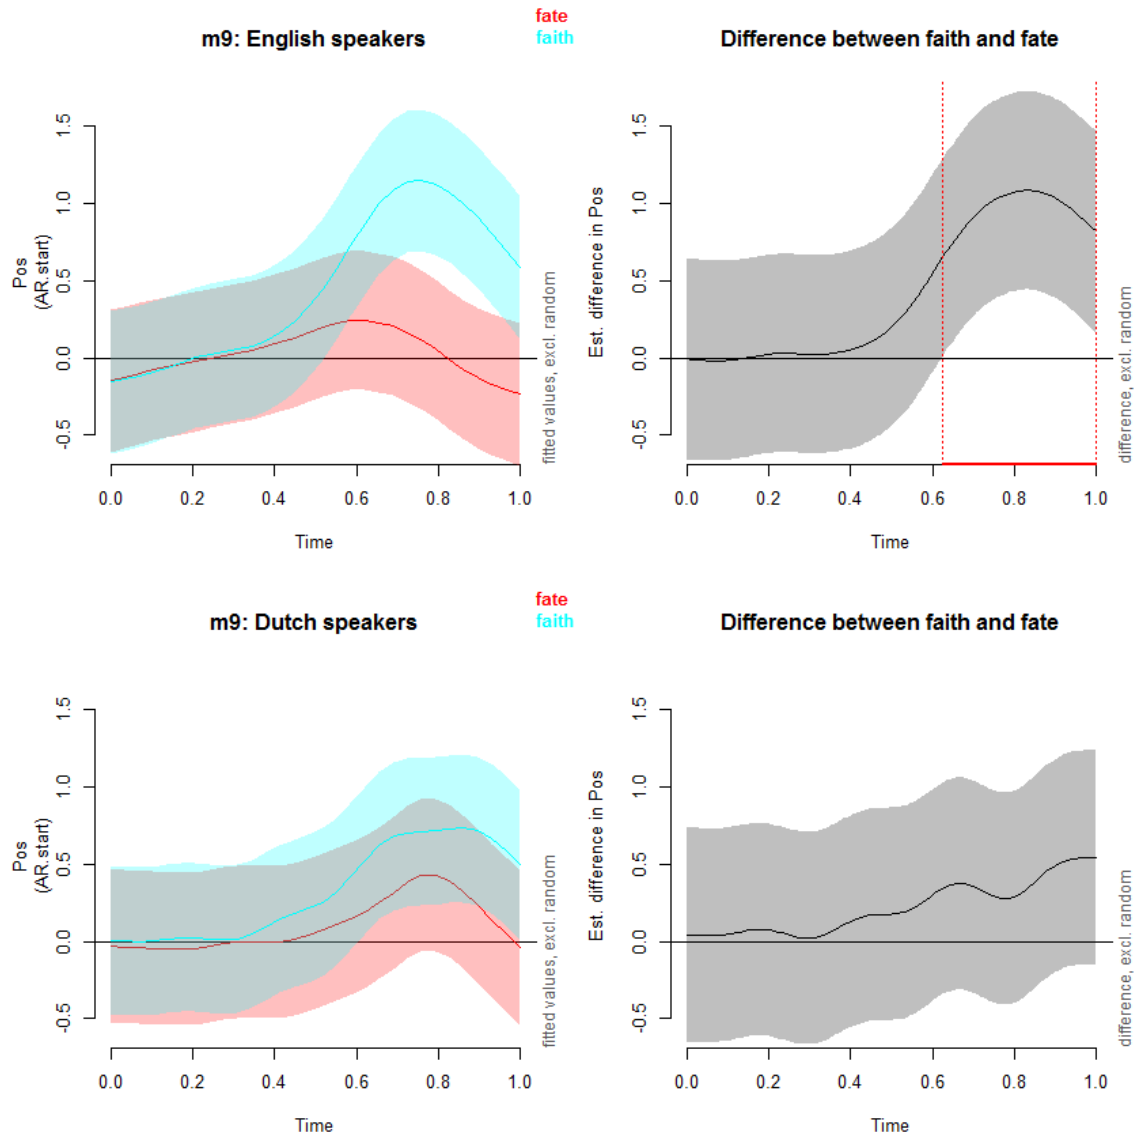 fate
faith
m9: English speakers
Difference between faith and fate
Pos
(AR.start)
1.5
1.0
0.5
0.0
-0.5
0.0 0.2 0.4 0.6 0.8 1.0
Time
fitted values, excl. random
Est. difference in Pos
1.5
1.0
0.5
0.0
-0.5
0.0 0.2 0.4 0.6 0.8 1.0
Time
difference, excl. random
fate
faith
m9: Dutch speakers
Difference between faith and fate
Pos
(AR.start)
1.5
1.0
0.5
0.0
-0.5
0.0 0.2 0.4 0.6 0.8 1.0
Time
fitted values, excl. random
Est. difference in Pos
1.5
1.0
0.5
0.0
-0.5
0.0 0.2 0.4 0.6 0.8 1.0
Time
difference, excl. random